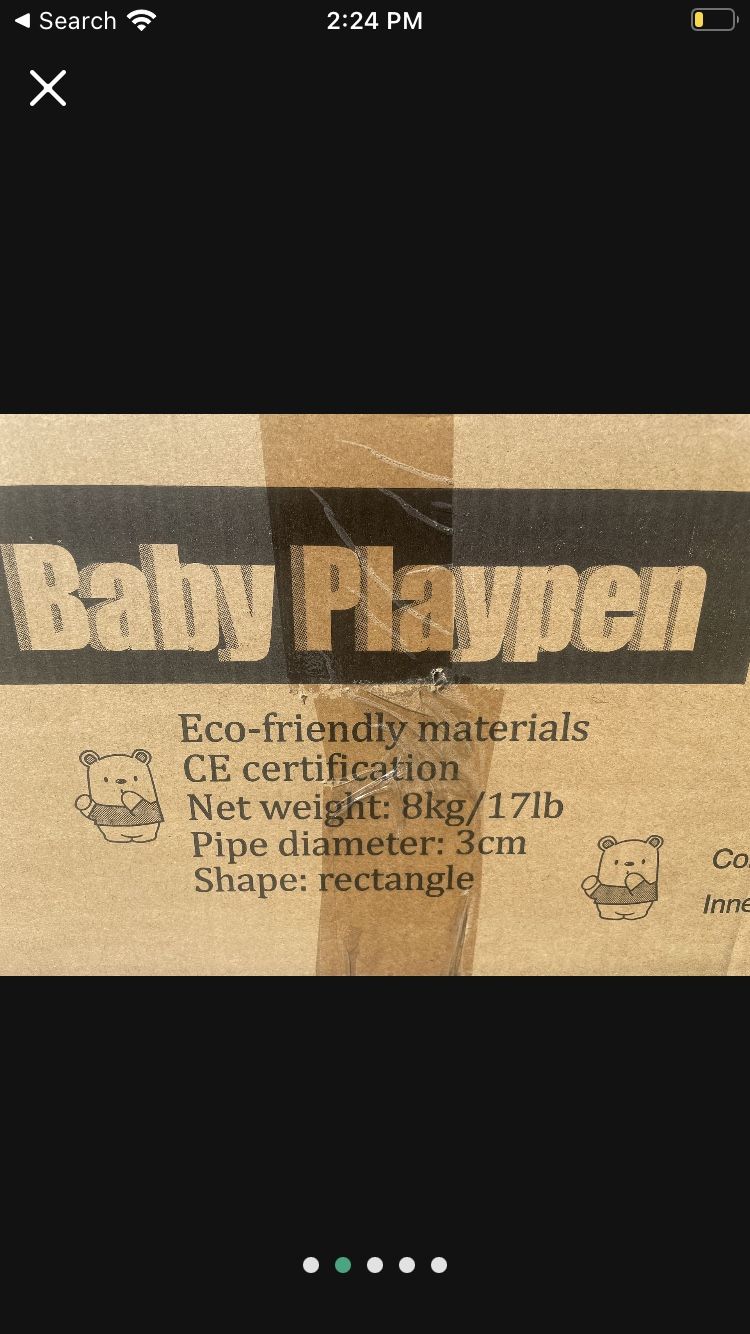 Search
2:24 PM
Baby Playpen
Eco-friendly materials
CE certification
Net weight: 8kg/17lb
Pipe diameter: 3cm
Shape: rectangle